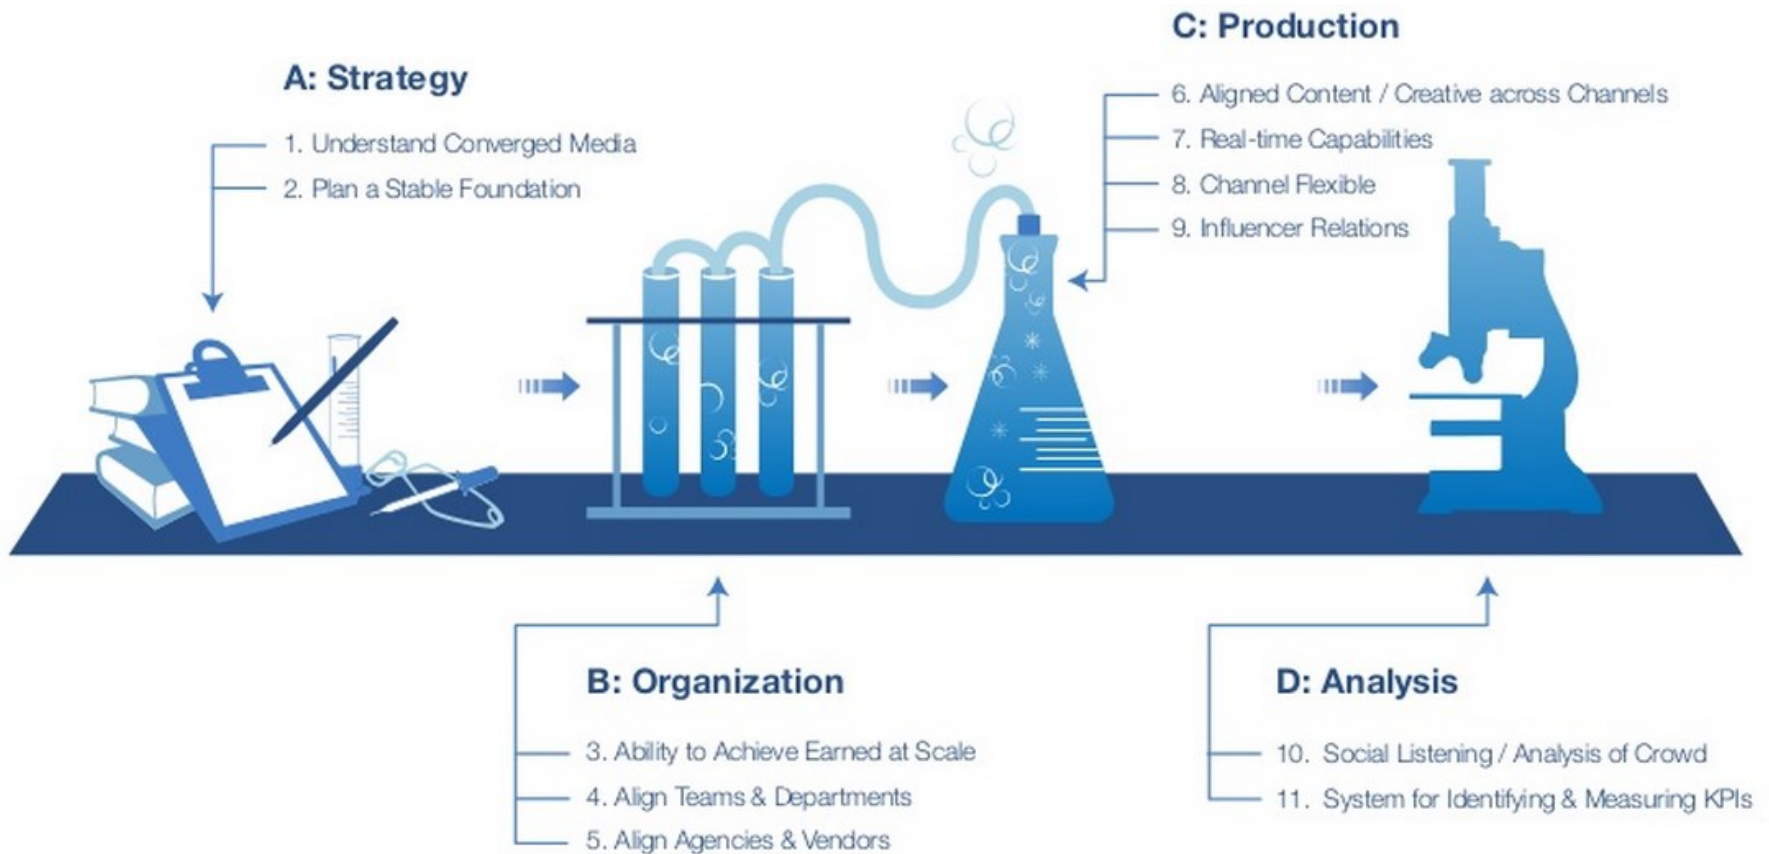 A: Strategy
1. Understand Converged Media
2. Plan a Stable Foundation
B: Organization
3. Ability to Achieve Earned at Scale
4. Align Teams & Departments
5. Align Agencies & Vendors
C: Production
6. Aligned Content / Creative across Channels
7. Real-time Capabilities
8. Channel Flexible
9. Influencer Relations
D: Analysis
10. Social Listening / Analysis of Crowd
11. System for Identifying & Measuring KPIs